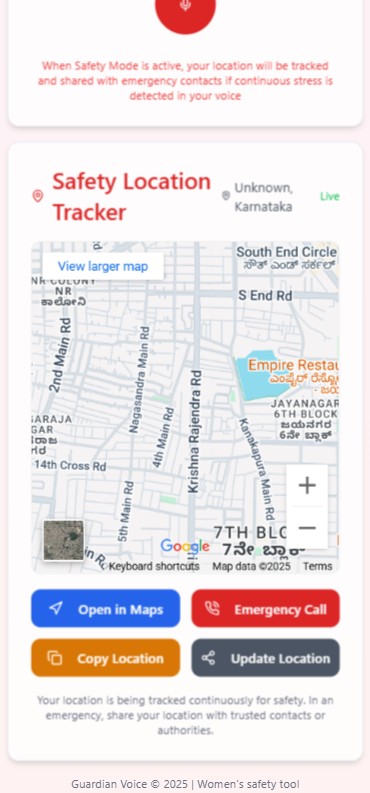 When Safety Mode is active, your location will be tracked
and shared with emergency contacts if continuous stress is
detected in your voice
Safety Location
Tracker
Unknown,
Karnataka
Live
View larger map
South End Circle
ಸೌತ್ ಎಂಡ್ ಸರ್ಕಲ್
NR COLONY
NR
ಕಾಲೋನಿ
S End Rd
2nd Main Rd
Nagasandra Main Rd
4th Main Rd
Krishna Rajendra Rd
Empire Restau
ಎಂಪೈರ್
JAYANAGAR
6TH BLOCK
ಜಯನಗರ
6ನೇ ಬ್ಲಾಕ್
Kanakapura Main Rd
14th Cross Rd
5th Main Rd
7TH BLOC
7ನೇ ಬ್ಲಾಕ್
Google
Keyboard shortcuts
Map data ©2025
Terms
Open in Maps
Emergency Call
Copy Location
Update Location
Your location is being tracked continuously for safety. In an
emergency, share your location with trusted contacts or
authorities.
Guardian Voice © 2025 | Women's safety tool